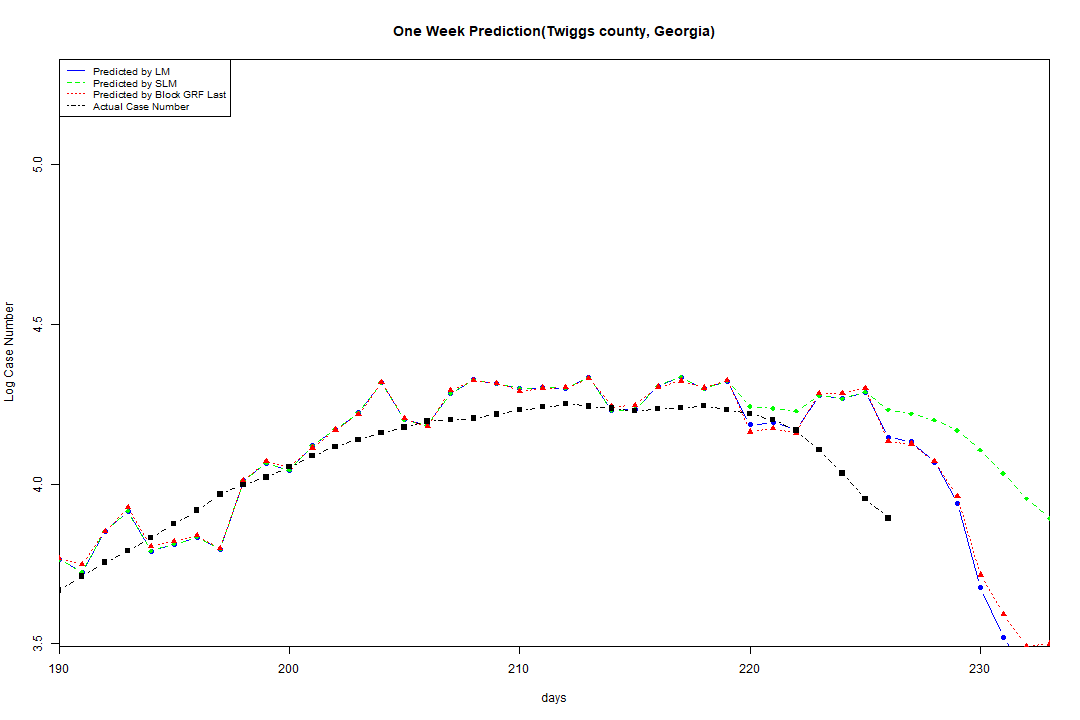 One Week Prediction(Twiggs county, Georgia)
Predicted by LM
Predicted by SLM
Predicted by Block GRF Last
Actual Case Number
Log Case Number
5.0
4.5
4.0
3.5
190 200 210 220 230
days